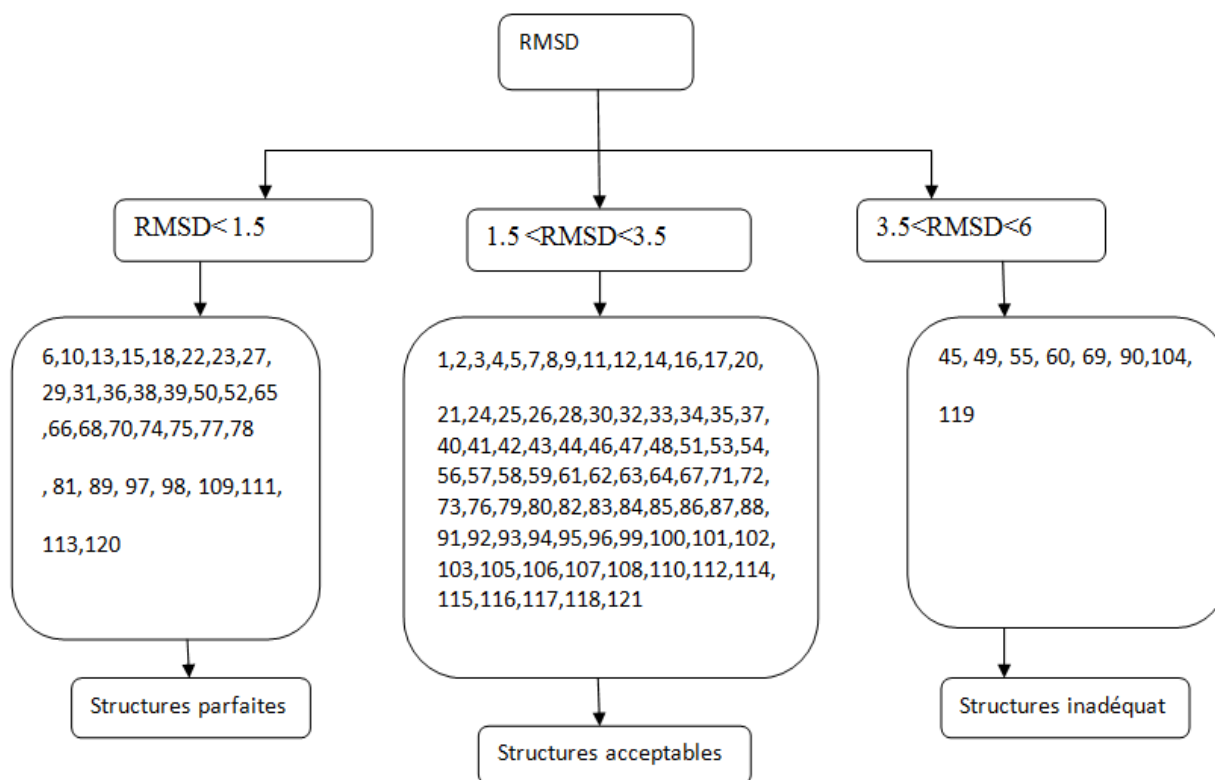 RMSD
RMSD< 1.5
1.5 <RMSD<3.5
3.5<RMSD<6
6,10,13,15,18,22,23,27,
29,31,36,38,39,50,52,65
,66,68,70,74,75,77,78
, 81, 89, 97, 98, 109,111,
113,120
1,2,3,4,5,7,8,9,11,12,14,16,17,20,
21,24,25,26,28,30,32,33,34,35,37,
40,41,42,43,44,46,47,48,51,53,54,
56,57,58,59,61,62,63,64,67,71,72,
73,76,79,80,82,83,84,85,86,87,88,
91,92,93,94,95,96,99,100,101,102,
103,105,106,107,108,110,112,114,
115,116,117,118,121
45, 49, 55, 60, 69, 90,104,
119
Structures parfaites
Structures acceptables
Structures inadéquat